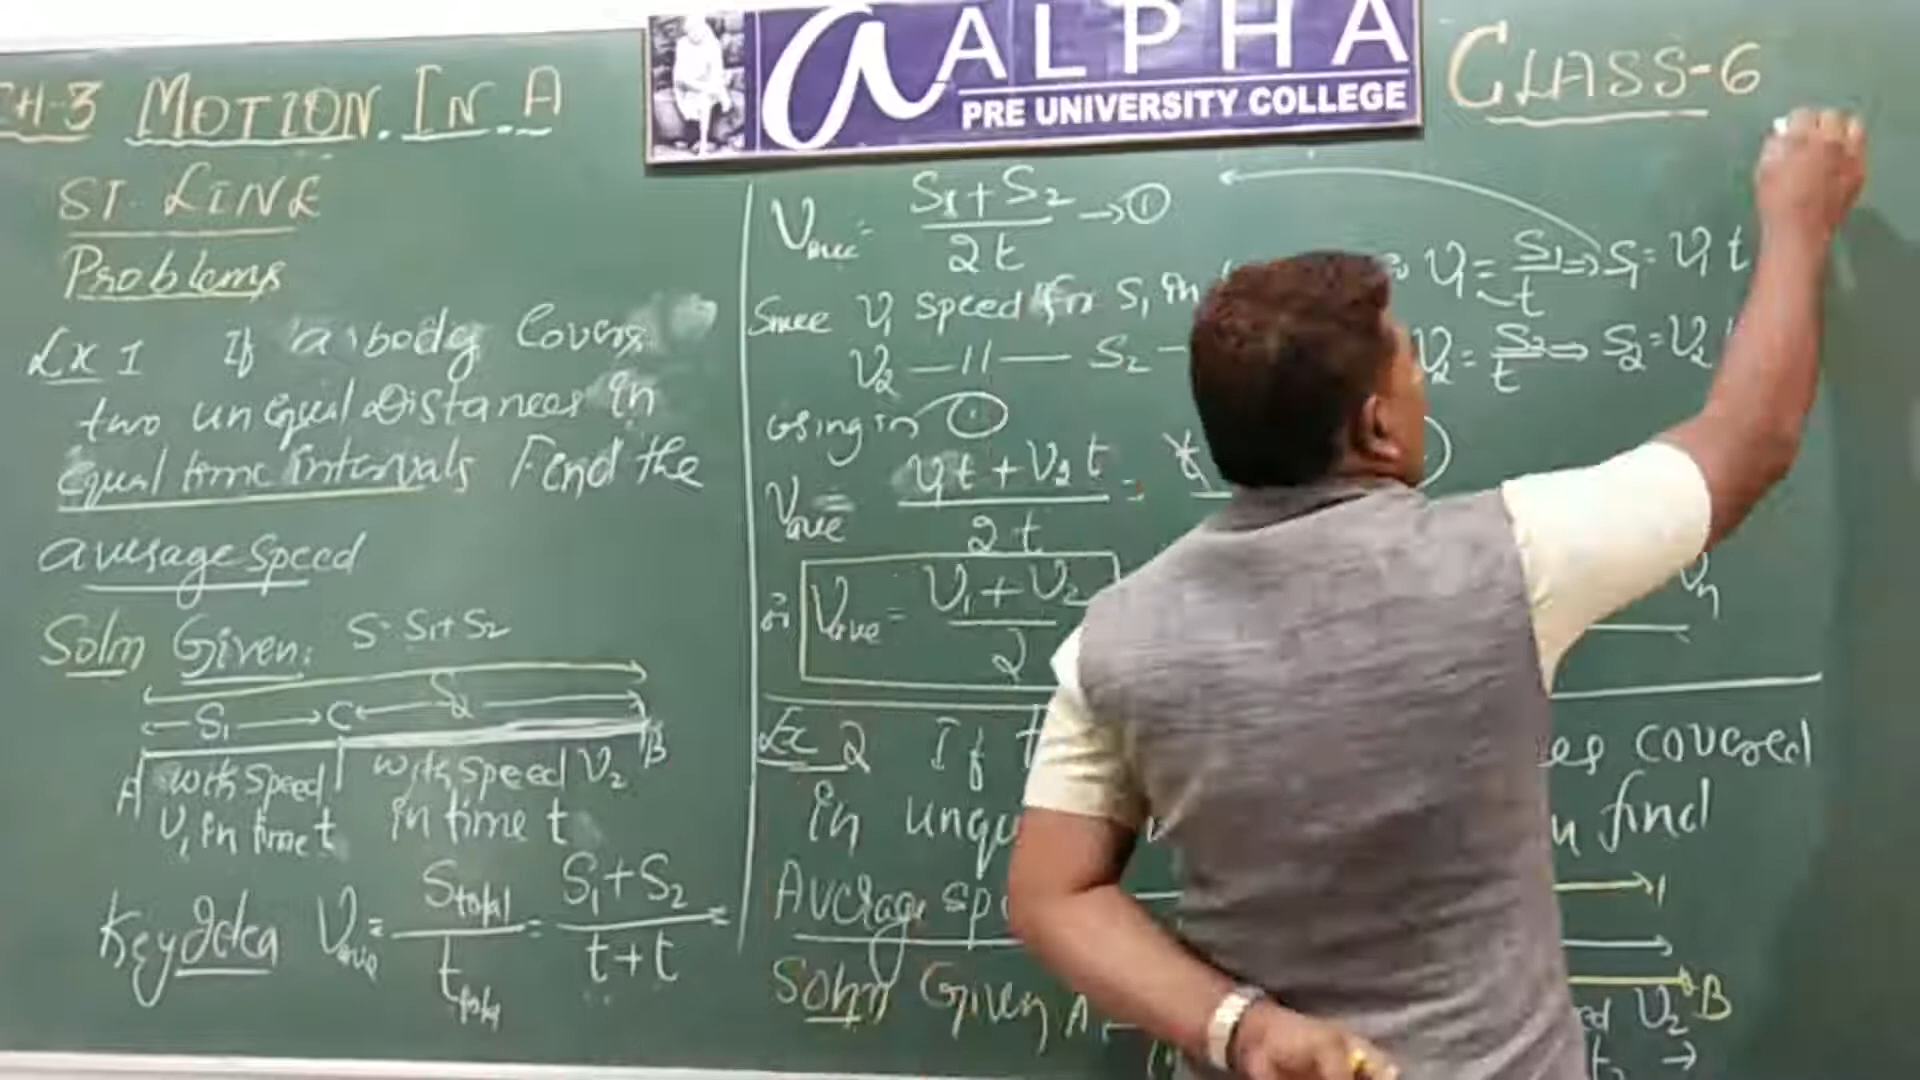 CH-3 MOTION. IN. A
ST. LINE
Problems
Ex 1 If a body Covers
two unequal Distances in
equal time intervals Find the
average speed
Soln Given: S = S1+S2
S2
S1 C
A B
with speed with speed V2
V1 in time t in time t
Key Idea Vave = Stotal / ttotal = S1+S2 / t+t =
a ALPHA
PRE UNIVERSITY COLLEGE
CLASS-6
Vave = S1+S2 / 2t → ①
Since V1 speed for S1 in V1 = S1/t ⇒ S1 = V1 t
V2 —11— S2 V2 = S2/t ⇒ S2 = V2
using in ①
Vave = V1t + V2t / 2t = t
∴ Vave = V1 + V2 / 2
Vn
Ex 2 If covered
in find
Average
Soln Given A
V2 B